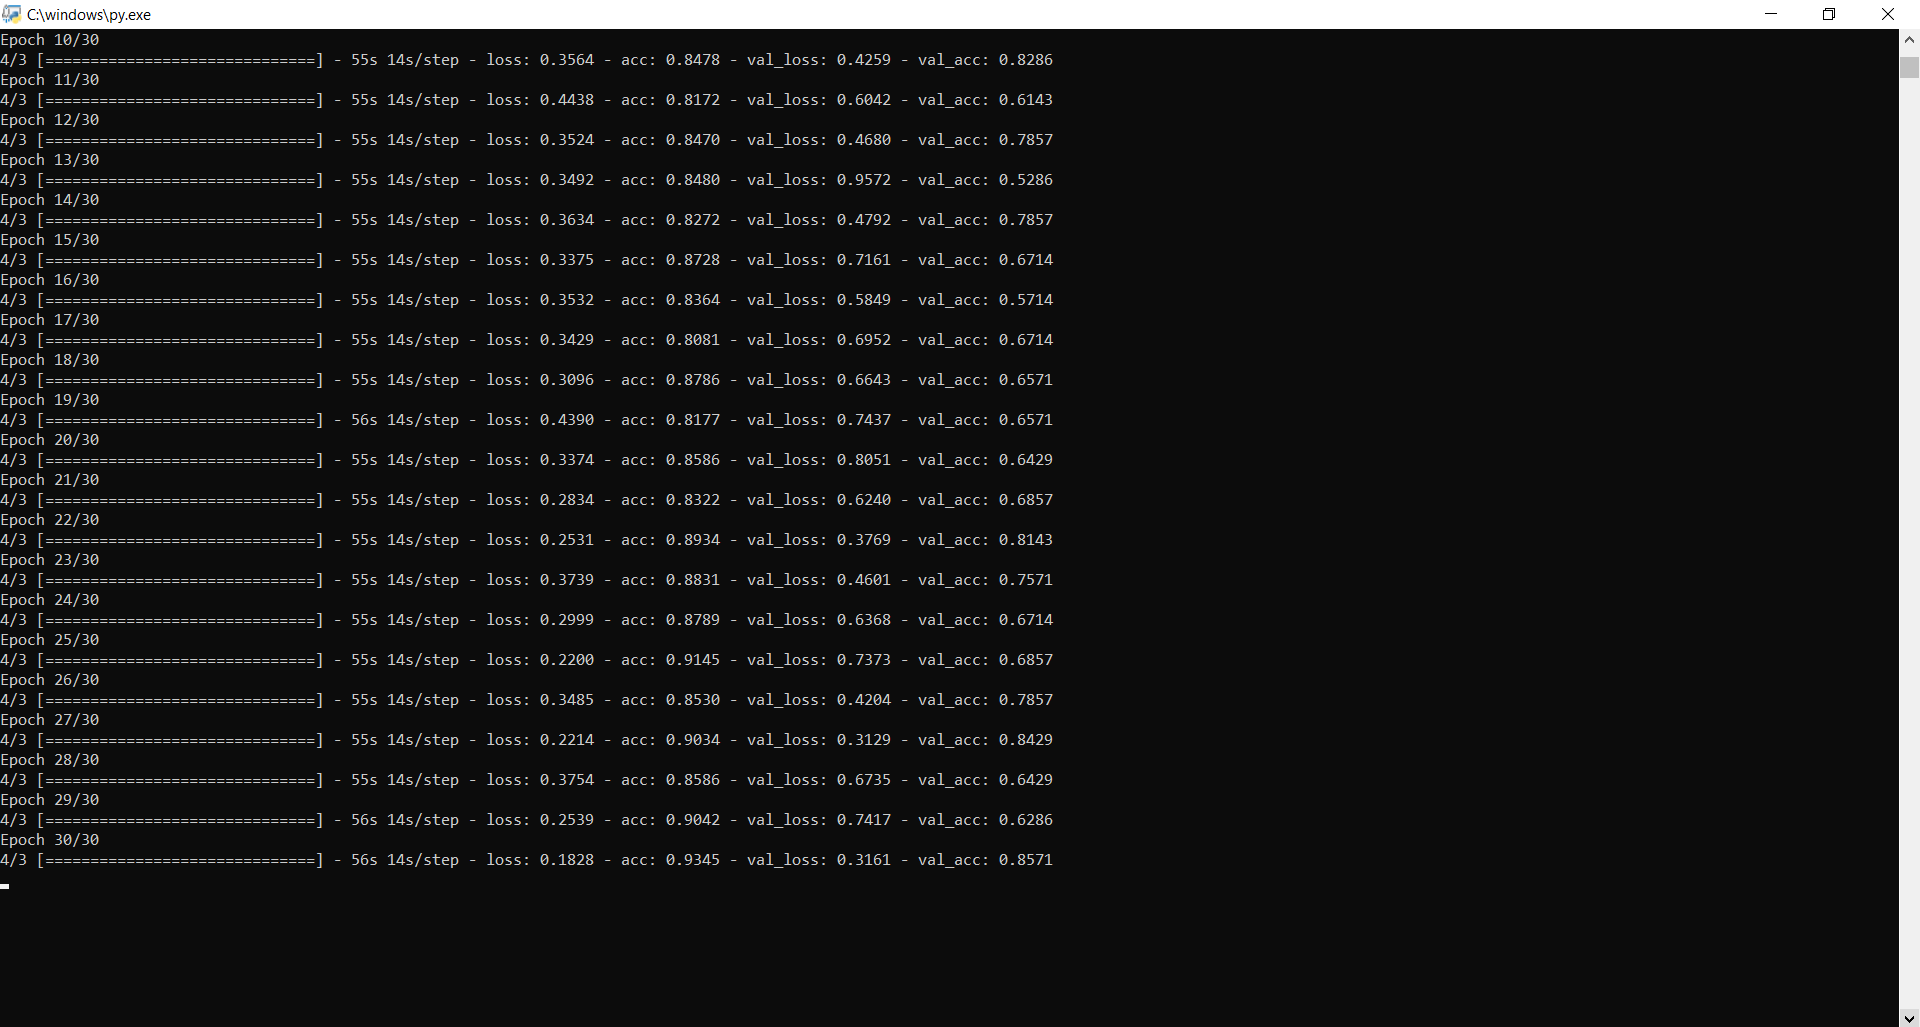 C:\windows\py.exe
Epoch 10/30
4/3 [==============================] - 55s 14s/step - loss: 0.3564 - acc: 0.8478 - val_loss: 0.4259 - val_acc: 0.8286
Epoch 11/30
4/3 [==============================] - 55s 14s/step - loss: 0.4438 - acc: 0.8172 - val_loss: 0.6042 - val_acc: 0.6143
Epoch 12/30
4/3 [==============================] - 55s 14s/step - loss: 0.3524 - acc: 0.8470 - val_loss: 0.4680 - val_acc: 0.7857
Epoch 13/30
4/3 [==============================] - 55s 14s/step - loss: 0.3492 - acc: 0.8480 - val_loss: 0.9572 - val_acc: 0.5286
Epoch 14/30
4/3 [==============================] - 55s 14s/step - loss: 0.3634 - acc: 0.8272 - val_loss: 0.4792 - val_acc: 0.7857
Epoch 15/30
4/3 [==============================] - 55s 14s/step - loss: 0.3375 - acc: 0.8728 - val_loss: 0.7161 - val_acc: 0.6714
Epoch 16/30
4/3 [==============================] - 55s 14s/step - loss: 0.3532 - acc: 0.8364 - val_loss: 0.5849 - val_acc: 0.5714
Epoch 17/30
4/3 [==============================] - 55s 14s/step - loss: 0.3429 - acc: 0.8081 - val_loss: 0.6952 - val_acc: 0.6714
Epoch 18/30
4/3 [==============================] - 55s 14s/step - loss: 0.3096 - acc: 0.8786 - val_loss: 0.6643 - val_acc: 0.6571
Epoch 19/30
4/3 [==============================] - 56s 14s/step - loss: 0.4390 - acc: 0.8177 - val_loss: 0.7437 - val_acc: 0.6571
Epoch 20/30
4/3 [==============================] - 55s 14s/step - loss: 0.3374 - acc: 0.8586 - val_loss: 0.8051 - val_acc: 0.6429
Epoch 21/30
4/3 [==============================] - 55s 14s/step - loss: 0.2834 - acc: 0.8322 - val_loss: 0.6240 - val_acc: 0.6857
Epoch 22/30
4/3 [==============================] - 55s 14s/step - loss: 0.2531 - acc: 0.8934 - val_loss: 0.3769 - val_acc: 0.8143
Epoch 23/30
4/3 [==============================] - 55s 14s/step - loss: 0.3739 - acc: 0.8831 - val_loss: 0.4601 - val_acc: 0.7571
Epoch 24/30
4/3 [==============================] - 55s 14s/step - loss: 0.2999 - acc: 0.8789 - val_loss: 0.6368 - val_acc: 0.6714
Epoch 25/30
4/3 [==============================] - 55s 14s/step - loss: 0.2200 - acc: 0.9145 - val_loss: 0.7373 - val_acc: 0.6857
Epoch 26/30
4/3 [==============================] - 55s 14s/step - loss: 0.3485 - acc: 0.8530 - val_loss: 0.4204 - val_acc: 0.7857
Epoch 27/30
4/3 [==============================] - 55s 14s/step - loss: 0.2214 - acc: 0.9034 - val_loss: 0.3129 - val_acc: 0.8429
Epoch 28/30
4/3 [==============================] - 55s 14s/step - loss: 0.3754 - acc: 0.8586 - val_loss: 0.6735 - val_acc: 0.6429
Epoch 29/30
4/3 [==============================] - 56s 14s/step - loss: 0.2539 - acc: 0.9042 - val_loss: 0.7417 - val_acc: 0.6286
Epoch 30/30
4/3 [==============================] - 56s 14s/step - loss: 0.1828 - acc: 0.9345 - val_loss: 0.3161 - val_acc: 0.8571